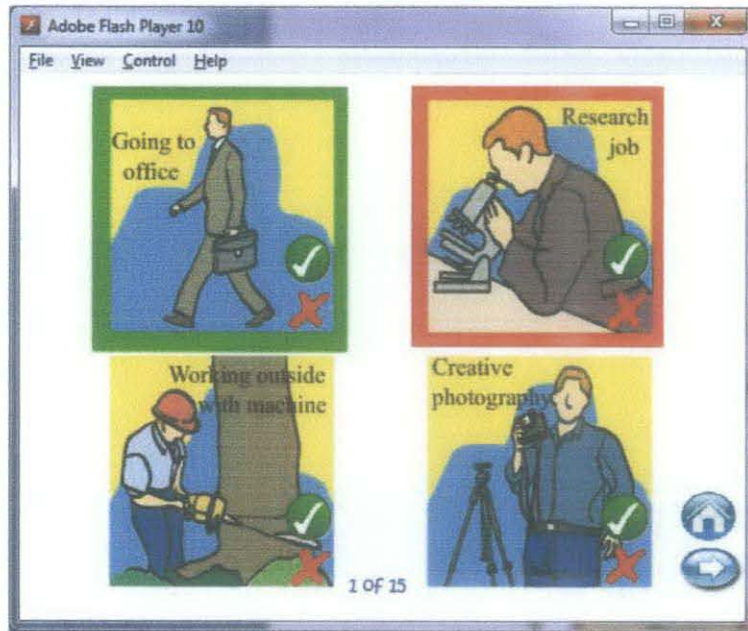 Adobe Flash Player 10
File View Control Help
Going to
office
Research
job
Working outside
with machine
Creative
photography
1 of 15